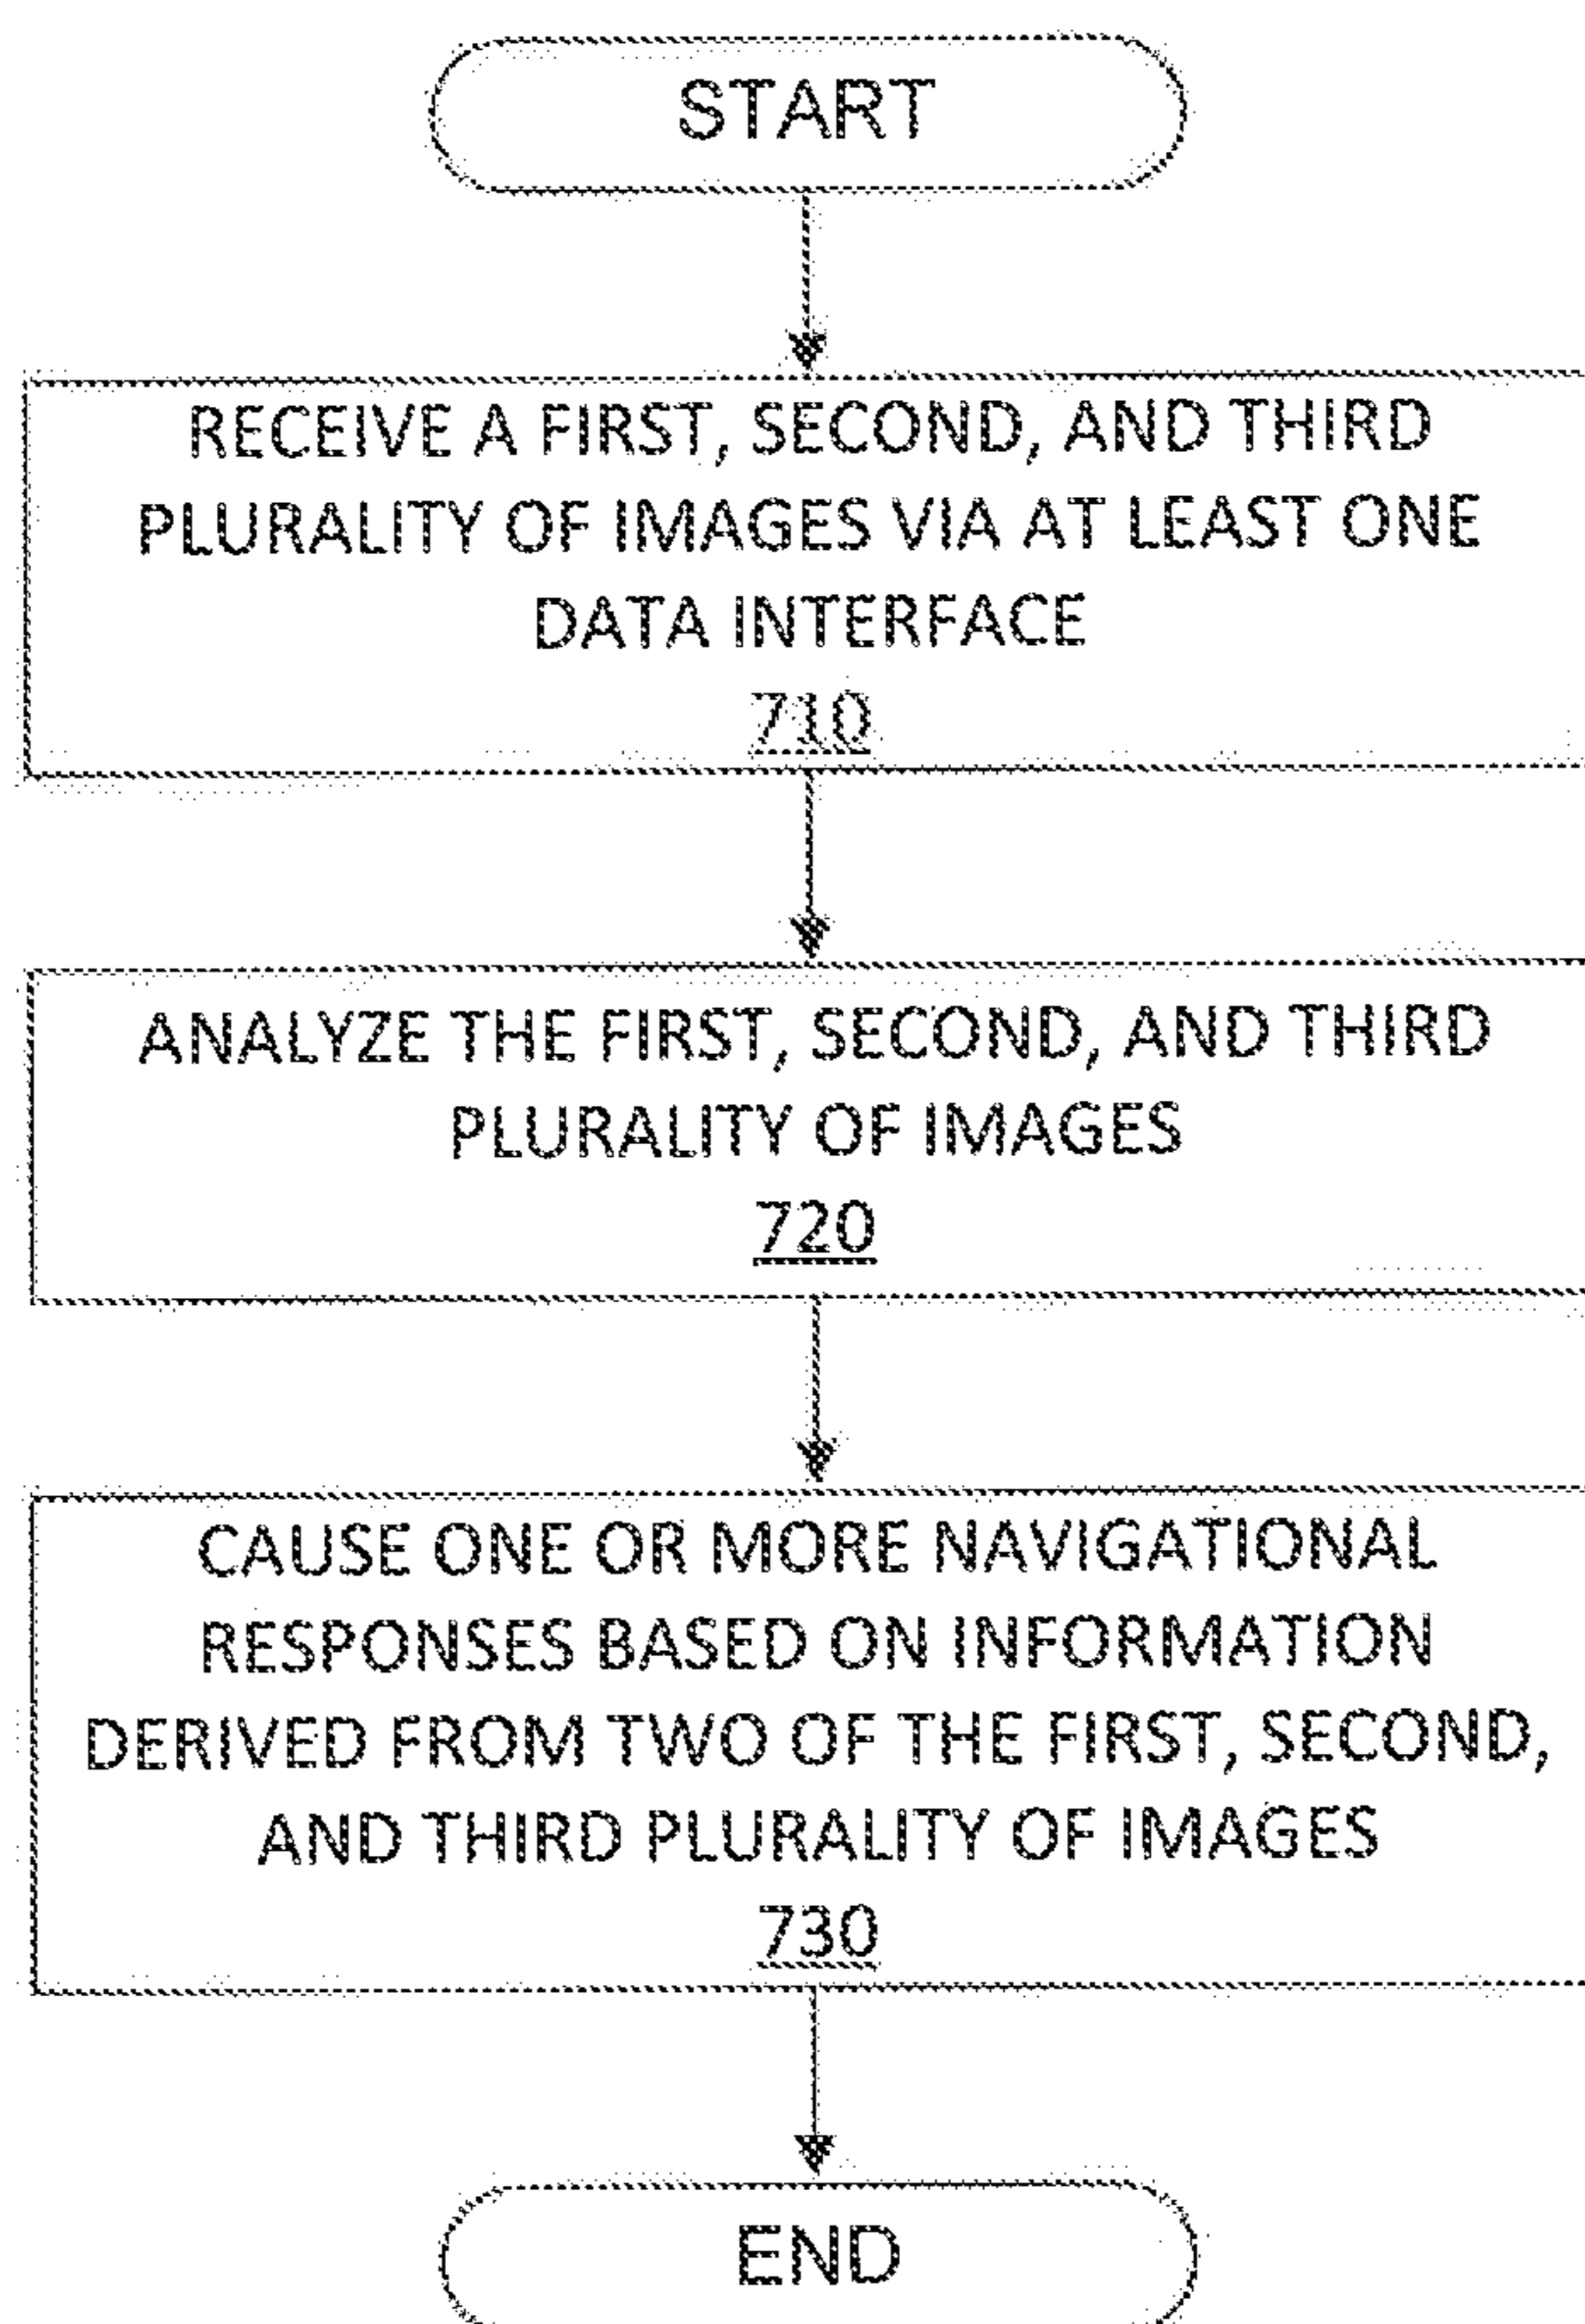 START
RECEIVE A FIRST, SECOND, AND THIRD
PLURALITY OF IMAGES VIA AT LEAST ONE
DATA INTERFACE
710
ANALYZE THE FIRST, SECOND, AND THIRD
PLURALITY OF IMAGES
720
CAUSE ONE OR MORE NAVIGATIONAL
RESPONSES BASED ON INFORMATION
DERIVED FROM TWO OF THE FIRST, SECOND,
AND THIRD PLURALITY OF IMAGES
730
END